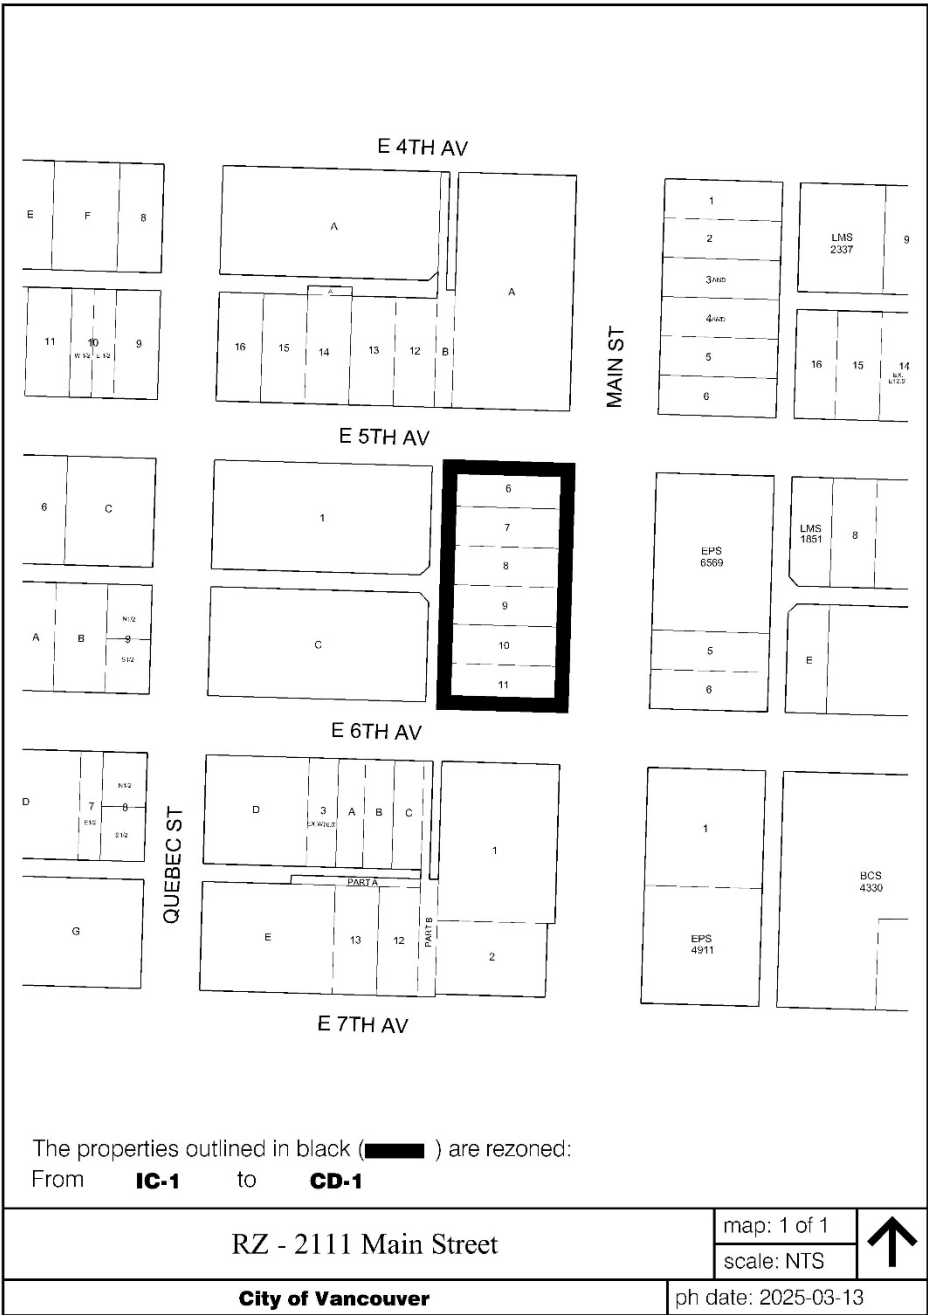 E 4TH AV
E F 8
A
A
1
2
3 AND
4 AND
5
6
LMS
2337
9
11 10 9
W 1/2 E 1/2
A
16 15 14 13 12 B
MAIN ST
16 15 14
EX.
E12.5'
E 5TH AV
6 C
1
6
7
8
9
10
11
EPS
6569
5
6
LMS
1851
8
A B 9
N1/2
S1/2
C
E
E 6TH AV
D 7 8
E1/2
N1/2
S1/2
QUEBEC ST
D 3 A B C
1
1
BCS
4330
PART A
PART B
G
E 13 12
2
EPS
4911
E 7TH AV
The properties outlined in black ( ) are rezoned:
From IC-1 to CD-1
RZ - 2111 Main Street
map: 1 of 1
scale: NTS
City of Vancouver
ph date: 2025-03-13